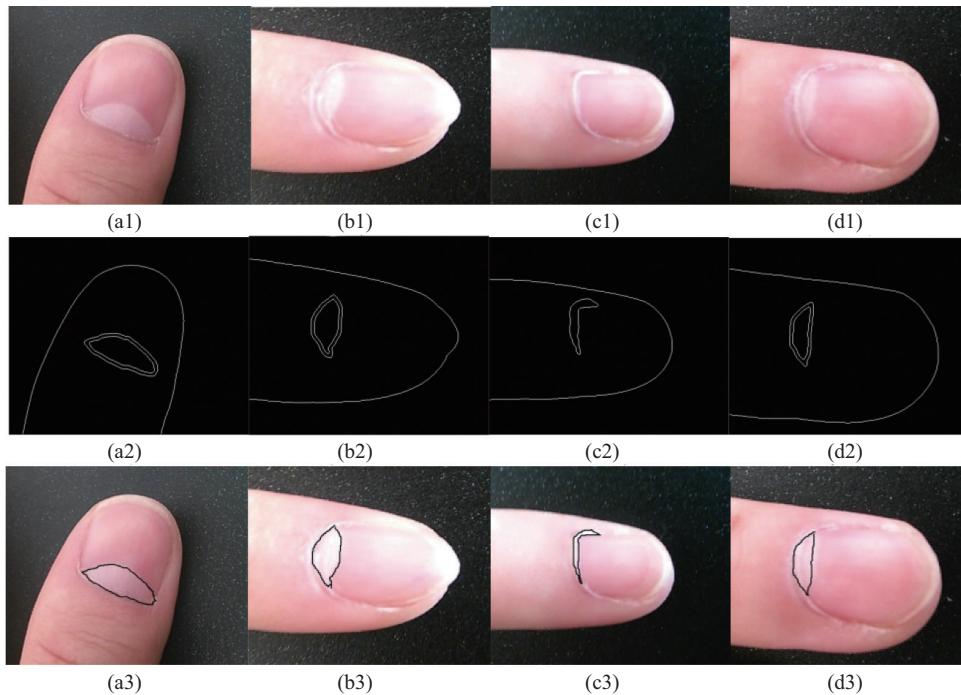 (a1) (b1) (c1) (d1)
(a2) (b2) (c2) (d2)
(a3) (b3) (c3) (d3)